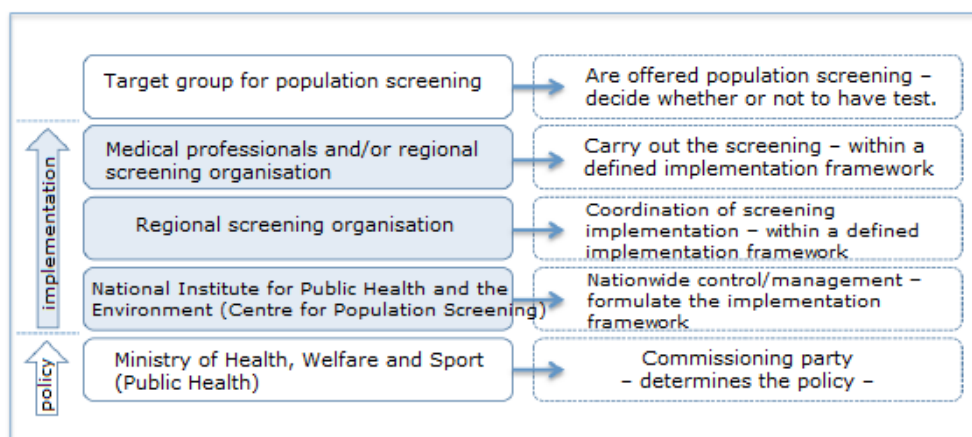 Target group for population screening
Are offered population screening –
decide whether or not to have test.
implementation
Medical professionals and/or regional
screening organisation
Carry out the screening – within a
defined implementation framework
Regional screening organisation
Coordination of screening
implementation – within a defined
implementation framework
National Institute for Public Health and the
Environment (Centre for Population Screening)
Nationwide control/management –
formulate the implementation
framework
policy
Ministry of Health, Welfare and Sport
(Public Health)
Commissioning party
– determines the policy –